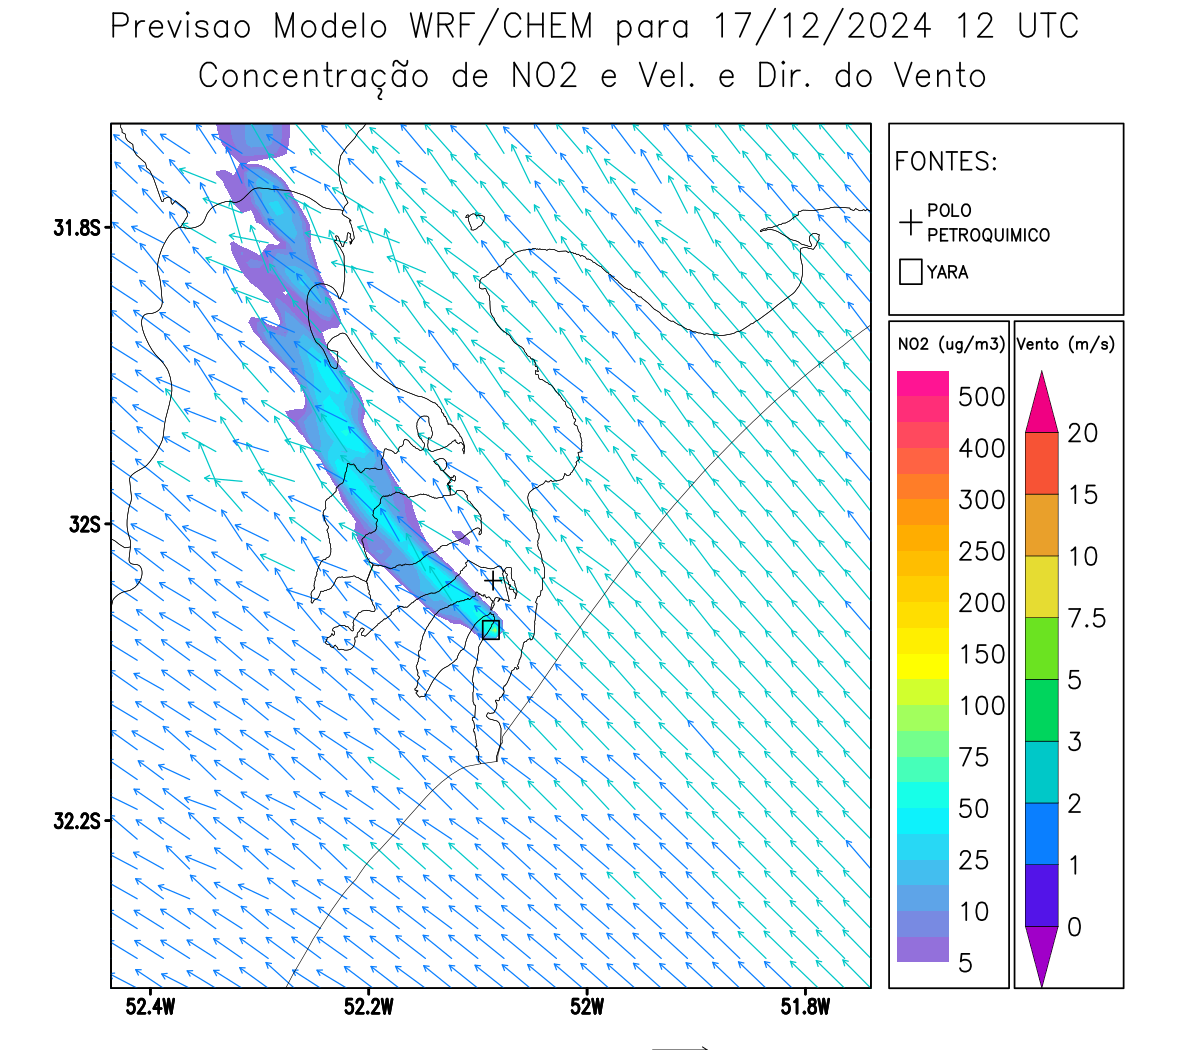 Previsao Modelo WRF/CHEM para 17/12/2024 12 UTC
Concentração de NO2 e Vel. e Dir. do Vento
FONTES:
POLO
PETROQUIMICO
YARA
NO2 (ug/m3)
500
400
300
250
200
150
100
75
50
25
10
5
Vento (m/s)
20
15
10
7.5
5
3
2
1
0
31.8S
32S
32.2S
52.4W
52.2W
52W
51.8W